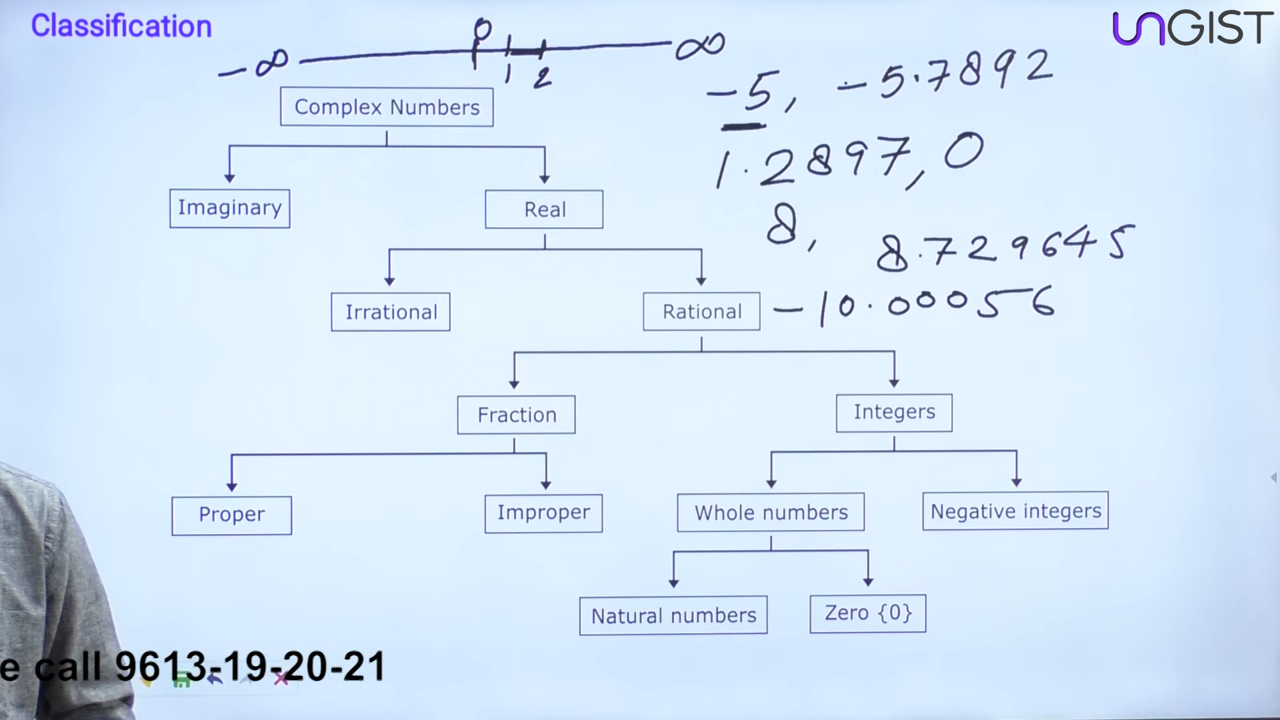 Classification
UNGIST
0
-∞ ∞
1 2
-5, -5.7892
Complex Numbers
1.2897, 0
Imaginary Real
8, 8.729645
Irrational Rational -10.00056
Fraction Integers
Proper Improper Whole numbers Negative integers
Natural numbers Zero {0}
e call 9613-19-20-21